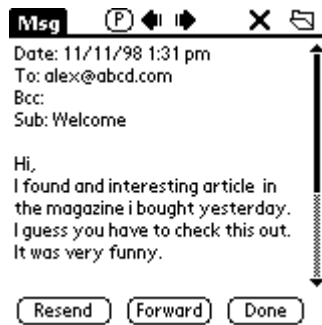 Msg P
Date: 11/11/98 1:31 pm
To: alex@abcd.com
Bcc:
Sub: Welcome
Hi,
I found and interesting article in
the magazine i bought yesterday.
I guess you have to check this out.
It was very funny.
Resend Forward Done